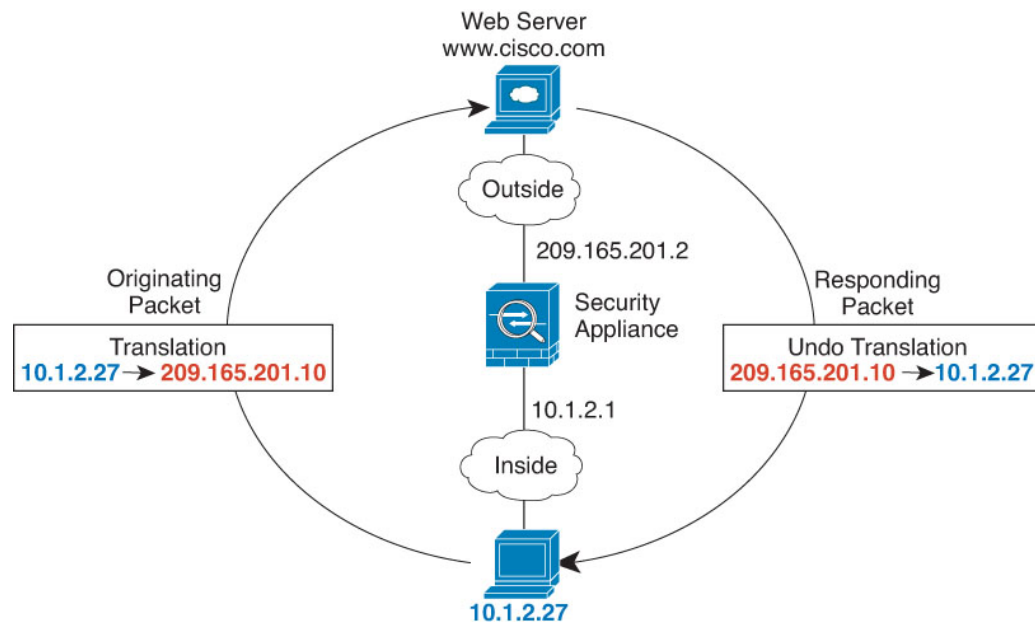 Web Server
www.cisco.com
Outside
209.165.201.2
Originating
Packet
Responding
Packet
Security
Appliance
Translation
10.1.2.27 209.165.201.10
Undo Translation
209.165.201.10 10.1.2.27
10.1.2.1
Inside
10.1.2.27